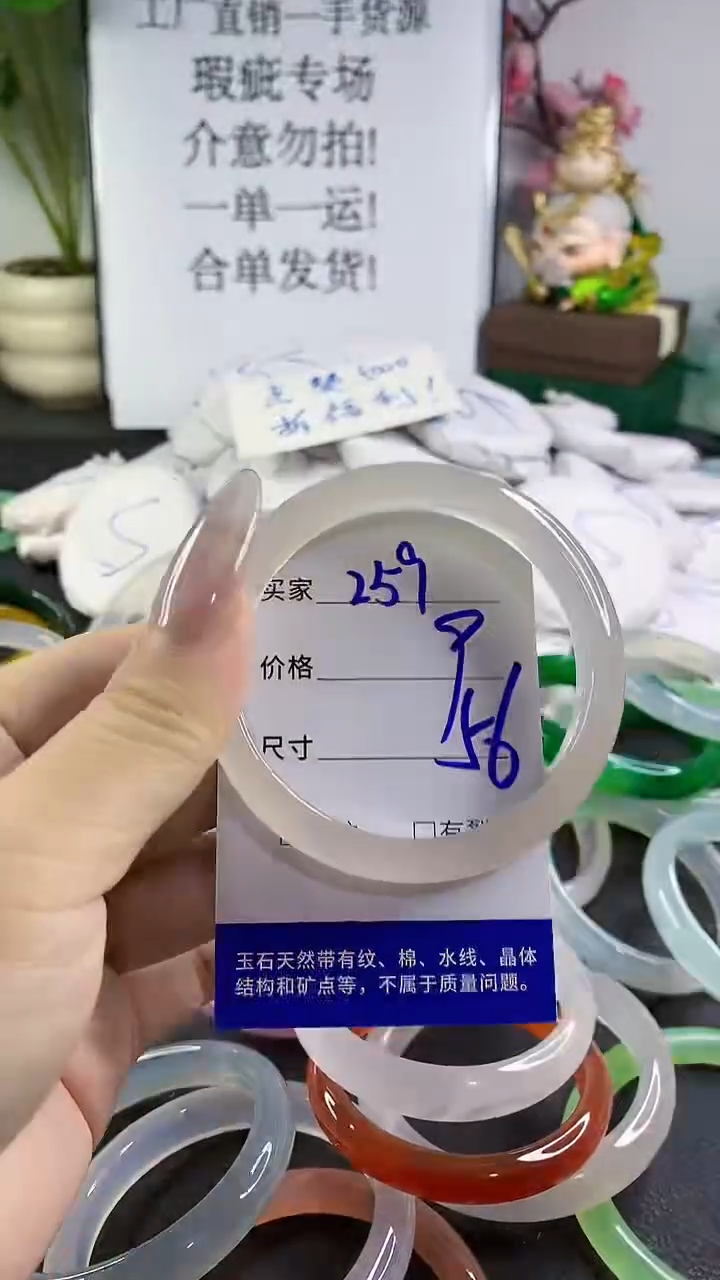 工厂直销一手货源
瑕疵专场
介意勿拍!
一单一运!
合单发货!
买家 259
价格
尺寸 56
玉石天然带有纹、棉、水线、晶体
结构和矿点等，不属于质量问题。